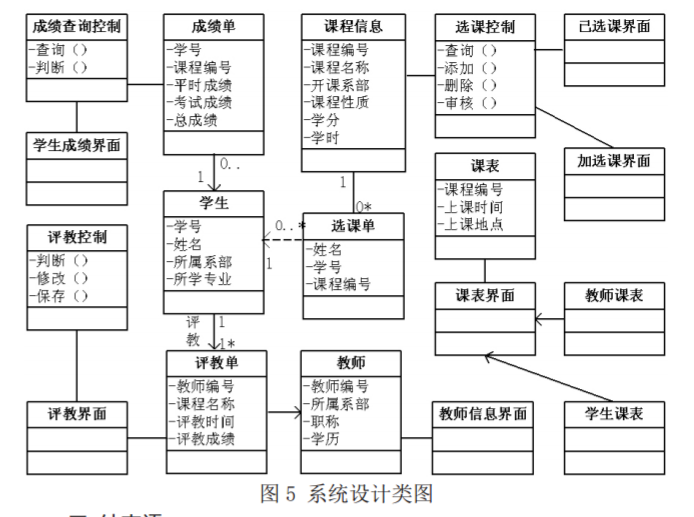 成绩查询控制
-查询（）
-判断（）
成绩单
-学号
-课程编号
-平时成绩
-考试成绩
-总成绩
课程信息
-课程编号
-课程名称
-开课系部
-课程性质
-学分
-学时
选课控制
-查询（）
-添加（）
-删除（）
-审核（）
已选课界面
学生成绩界面
加选课界面
课表
-课程编号
-上课时间
-上课地点
0..
1
1
0*
学生
-学号
-姓名
-所属系部
-所学专业
0..*
1
选课单
-姓名
-学号
-课程编号
评教控制
-判断（）
-修改（）
-保存（）
课表界面
教师课表
评教
1
1*
评教单
-教师编号
-课程名称
-评教时间
-评教成绩
教师
-教师编号
-所属系部
-职称
-学历
评教界面
教师信息界面
学生课表
图 5 系统设计类图